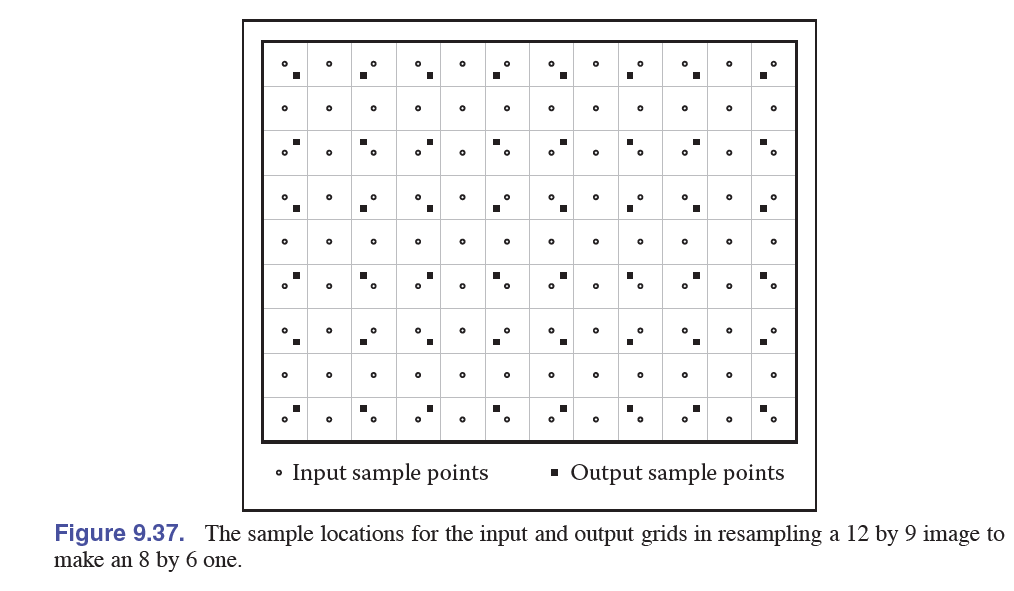 Input sample points
Output sample points
Figure 9.37. The sample locations for the input and output grids in resampling a 12 by 9 image to
make an 8 by 6 one.